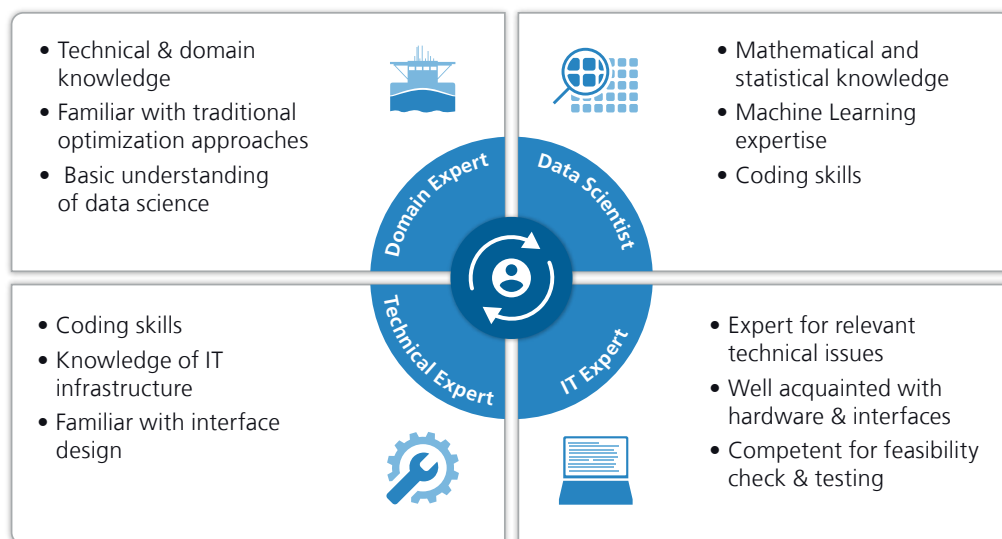 • Technical & domain
knowledge
• Familiar with traditional
optimization approaches
• Basic understanding
of data science
Domain Expert
• Mathematical and
statistical knowledge
• Machine Learning
expertise
• Coding skills
Data Scientist
• Coding skills
• Knowledge of IT
infrastructure
• Familiar with interface
design
Technical Expert
• Expert for relevant
technical issues
• Well acquainted with
hardware & interfaces
• Competent for feasibility
check & testing
IT Expert